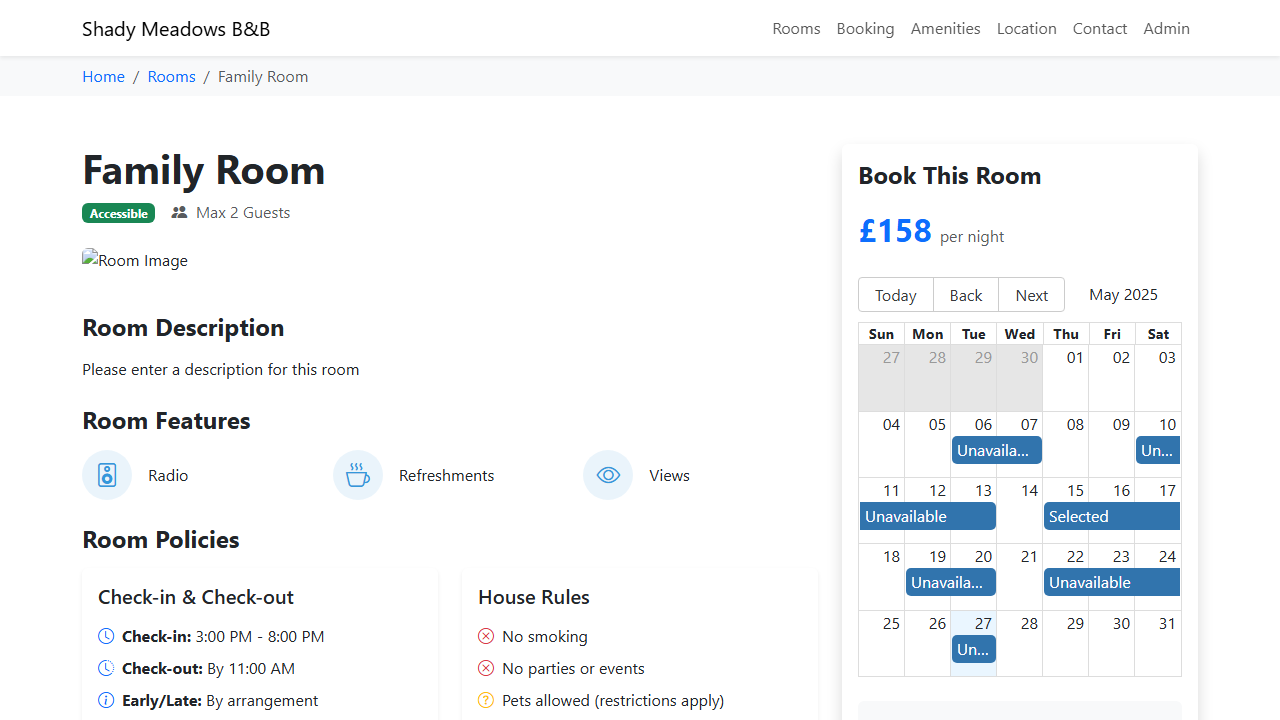 Shady Meadows B&B
Rooms Booking Amenities Location Contact Admin
Home / Rooms / Family Room
Family Room
Accessible Max 2 Guests
Room Image
Room Description
Please enter a description for this room
Room Features
Radio Refreshments Views
Room Policies
Check-in & Check-out
Check-in: 3:00 PM - 8:00 PM
Check-out: By 11:00 AM
Early/Late: By arrangement
House Rules
No smoking
No parties or events
Pets allowed (restrictions apply)
Book This Room
£158 per night
Today Back Next May 2025
Sun Mon Tue Wed Thu Fri Sat
27 28 29 30 01 02 03
04 05 06 07 08 09 10
Unavaila... Un...
11 12 13 14 15 16 17
Unavailable Selected
18 19 20 21 22 23 24
Unavaila... Unavailable
25 26 27 28 29 30 31
Un...